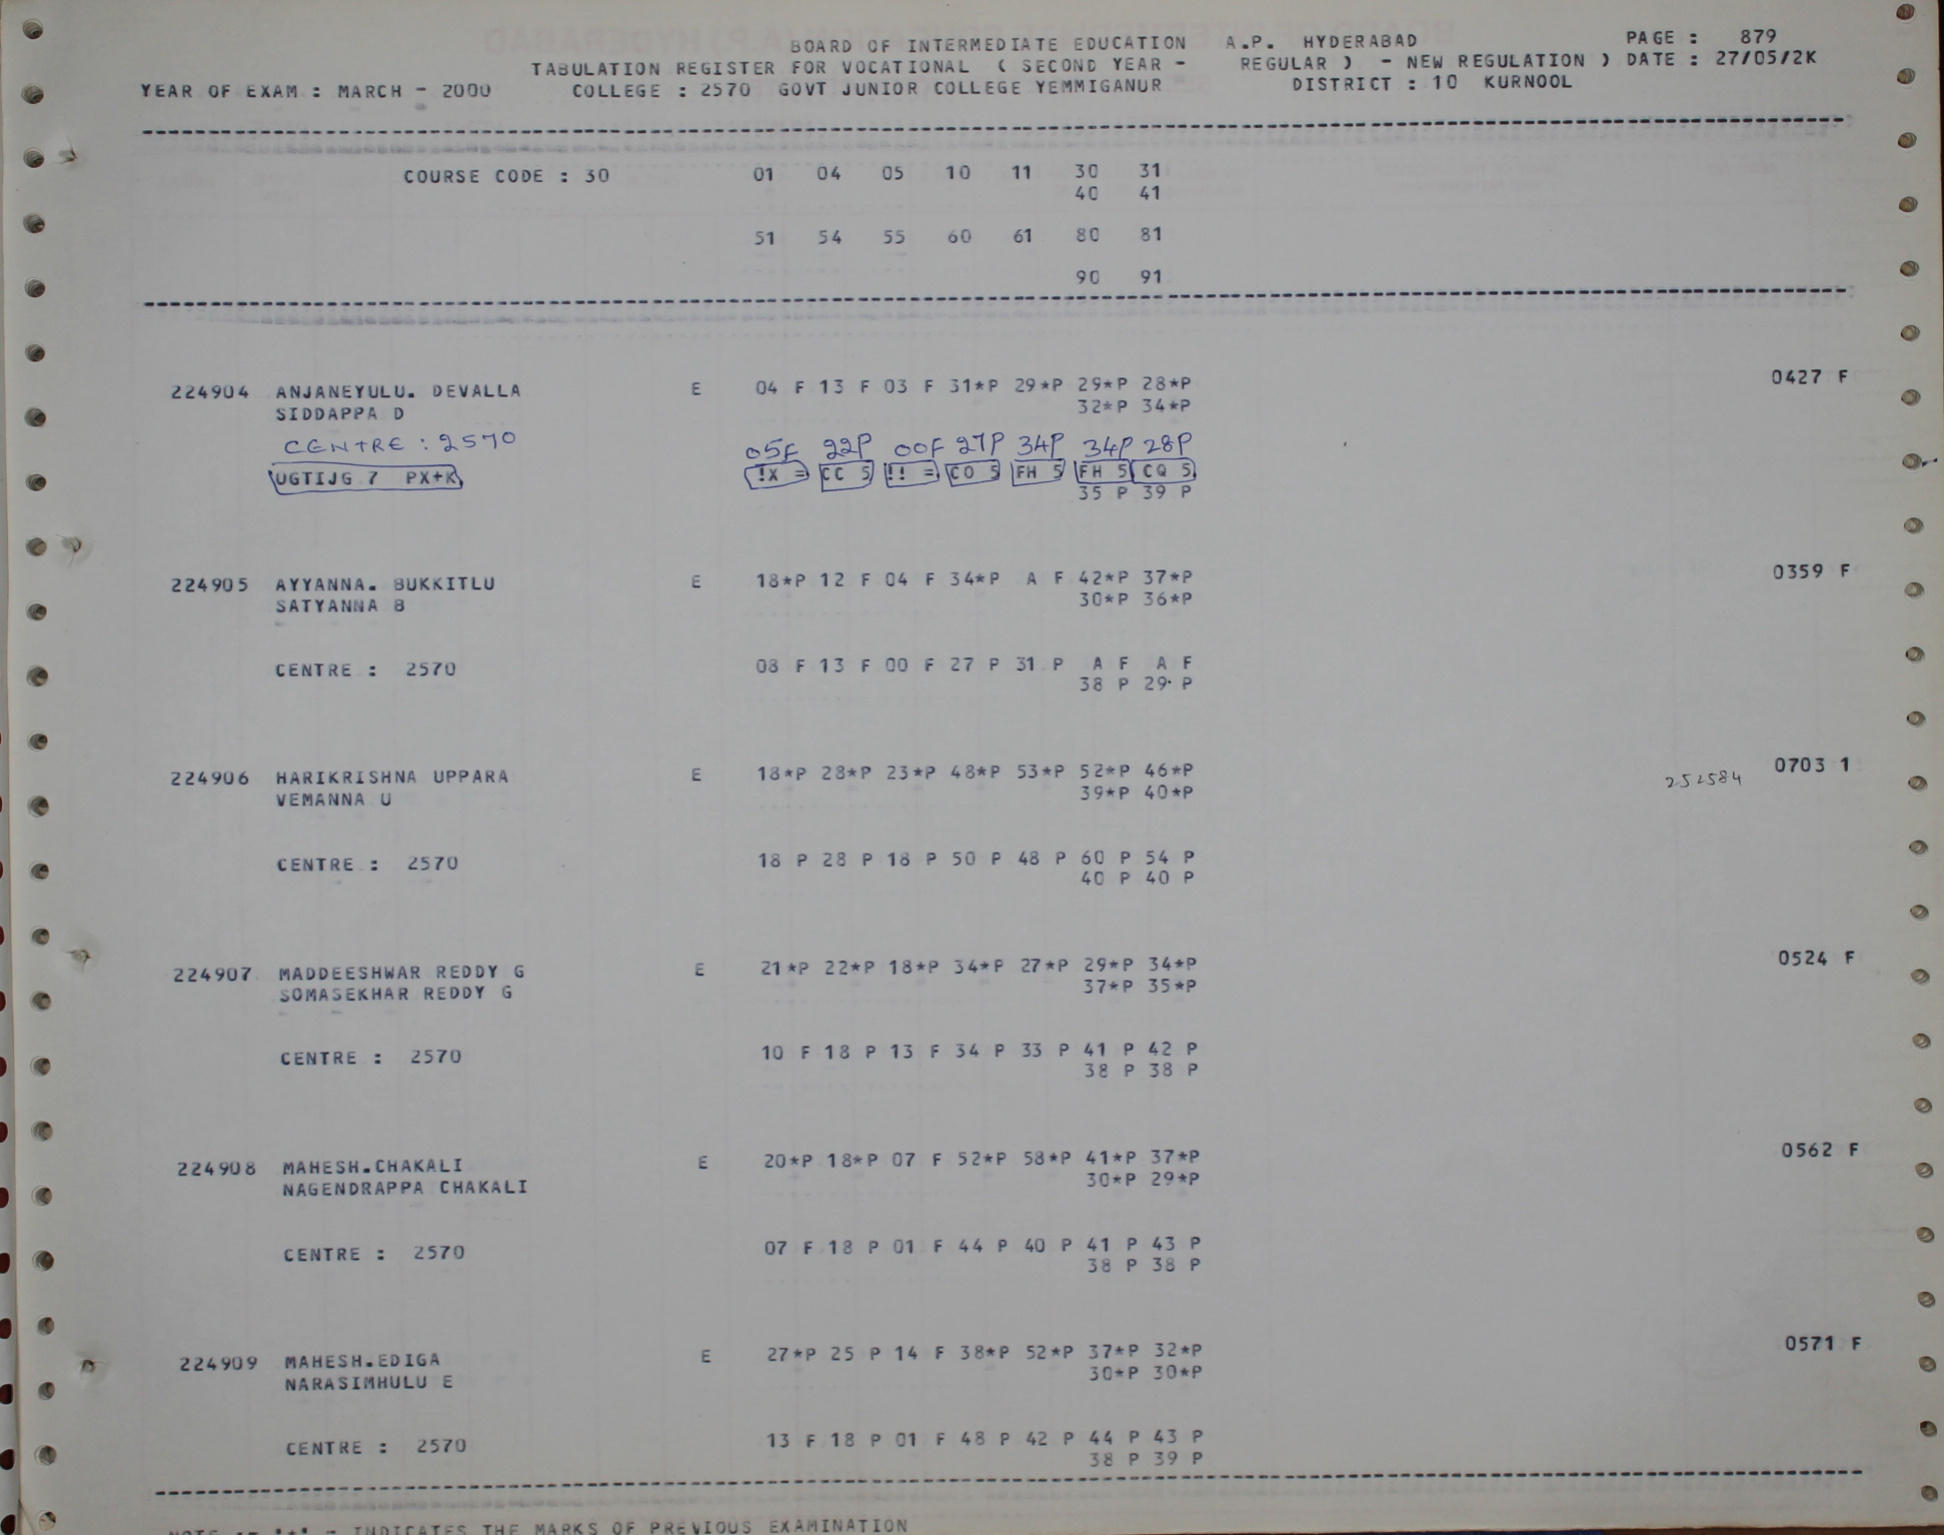 BOARD OF INTERMEDIATE EDUCATION A.P. HYDERABAD PAGE : 879
TABULATION REGISTER FOR VOCATIONAL ( SECOND YEAR - REGULAR ) - NEW REGULATION ) DATE : 27/05/2K
YEAR OF EXAM : MARCH - 2000 COLLEGE : 2570 GOVT JUNIOR COLLEGE YEMMIGANUR DISTRICT : 10 KURNOOL
COURSE CODE : 30 01 04 05 10 11 30 31
40 41
51 54 55 60 61 80 81
90 91
224904 ANJANEYULU. DEVALLA E 04 F 13 F 03 F 31*P 29*P 29*P 28*P 0427 F
SIDDAPPA D 32*P 34*P
CENTRE : 2570 05F 22P 00F 27P 34P 34P 28P
UGTIJG 7 PX+K !X = CC 5 !! = CO 5 FH 5 FH 5 CQ 5
35 P 39 P
224905 AYYANNA. BUKKITLU E 18*P 12 F 04 F 34*P A F 42*P 37*P 0359 F
SATYANNA B 30*P 36*P
CENTRE : 2570 08 F 13 F 00 F 27 P 31 P A F A F
38 P 29 P
224906 HARIKRISHNA UPPARA E 18*P 28*P 23*P 48*P 53*P 52*P 46*P 252584 0703 1
VEMANNA U 39*P 40*P
CENTRE : 2570 18 P 28 P 18 P 50 P 48 P 60 P 54 P
40 P 40 P
224907 MADDEESHWAR REDDY G E 21*P 22*P 18*P 34*P 27*P 29*P 34*P 0524 F
SOMASEKHAR REDDY G 37*P 35*P
CENTRE : 2570 10 F 18 P 13 F 34 P 33 P 41 P 42 P
38 P 38 P
224908 MAHESH.CHAKALI E 20*P 18*P 07 F 52*P 58*P 41*P 37*P 0562 F
NAGENDRAPPA CHAKALI 30*P 29*P
CENTRE : 2570 07 F 18 P 01 F 44 P 40 P 41 P 43 P
38 P 38 P
224909 MAHESH.EDIGA E 27*P 25 P 14 F 38*P 52*P 37*P 32*P 0571 F
NARASIMHULU E 30*P 30*P
CENTRE : 2570 13 F 18 P 01 F 48 P 42 P 44 P 43 P
38 P 39 P
NOTE :- '*' - INDICATES THE MARKS OF PREVIOUS EXAMINATION